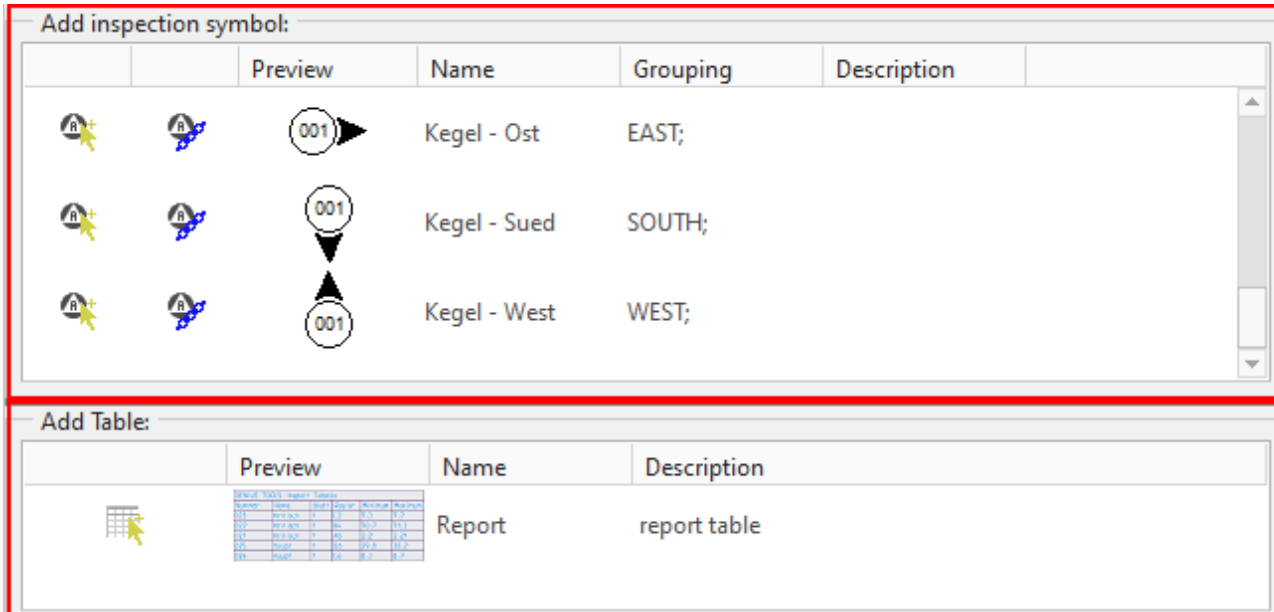 Add inspection symbol:
Preview Name Grouping Description
001 Kegel - Ost EAST;
001 Kegel - Sued SOUTH;
001 Kegel - West WEST;
Add Table:
Preview Name Description
Report report table